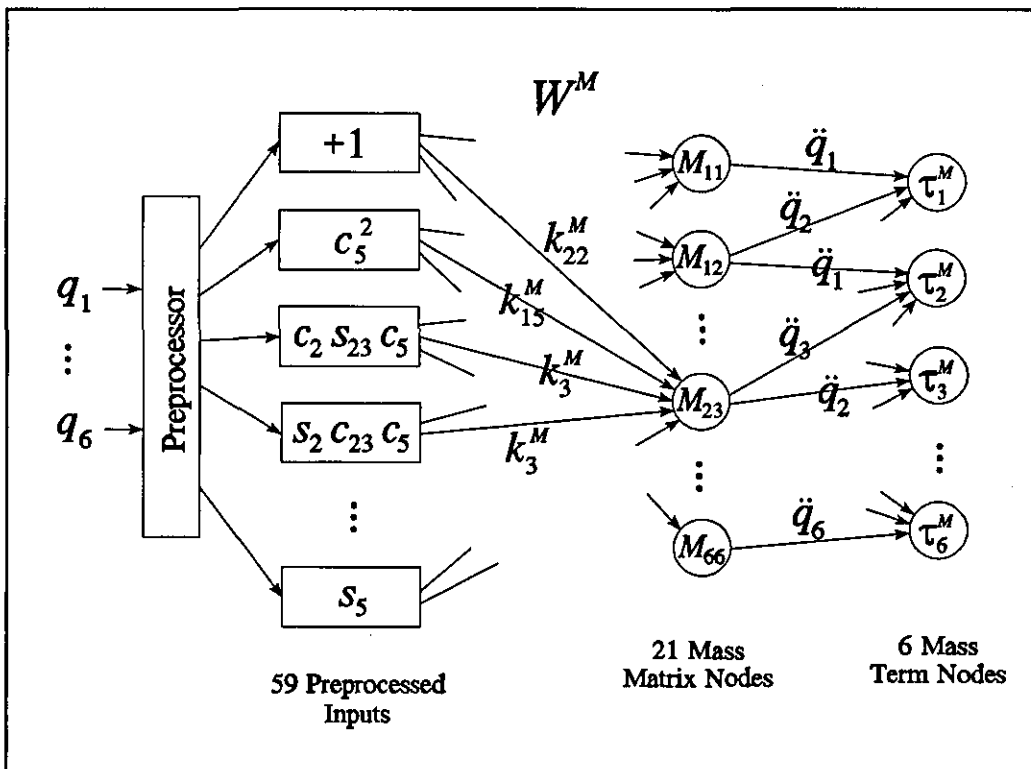 W^M
+1
c_5^2
c_2 s_23 c_5
s_2 c_23 c_5
⋮
s_5
q_1
⋮
q_6
Preprocessor
k_22^M
k_15^M
k_3^M
k_3^M
M_11
M_12
⋮
M_23
⋮
M_66
q̈_1
q̈_2
q̈_1
q̈_3
q̈_2
q̈_6
τ_1^M
τ_2^M
τ_3^M
⋮
τ_6^M
59 Preprocessed
Inputs
21 Mass
Matrix Nodes
6 Mass
Term Nodes